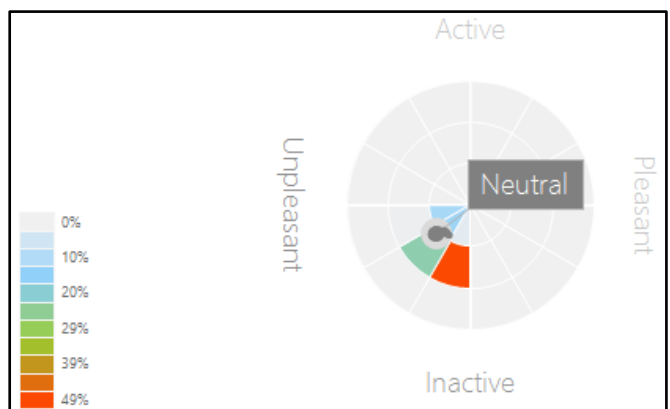 Active
Unpleasant
Neutral
Pleasant
Inactive
0%
10%
20%
29%
39%
49%